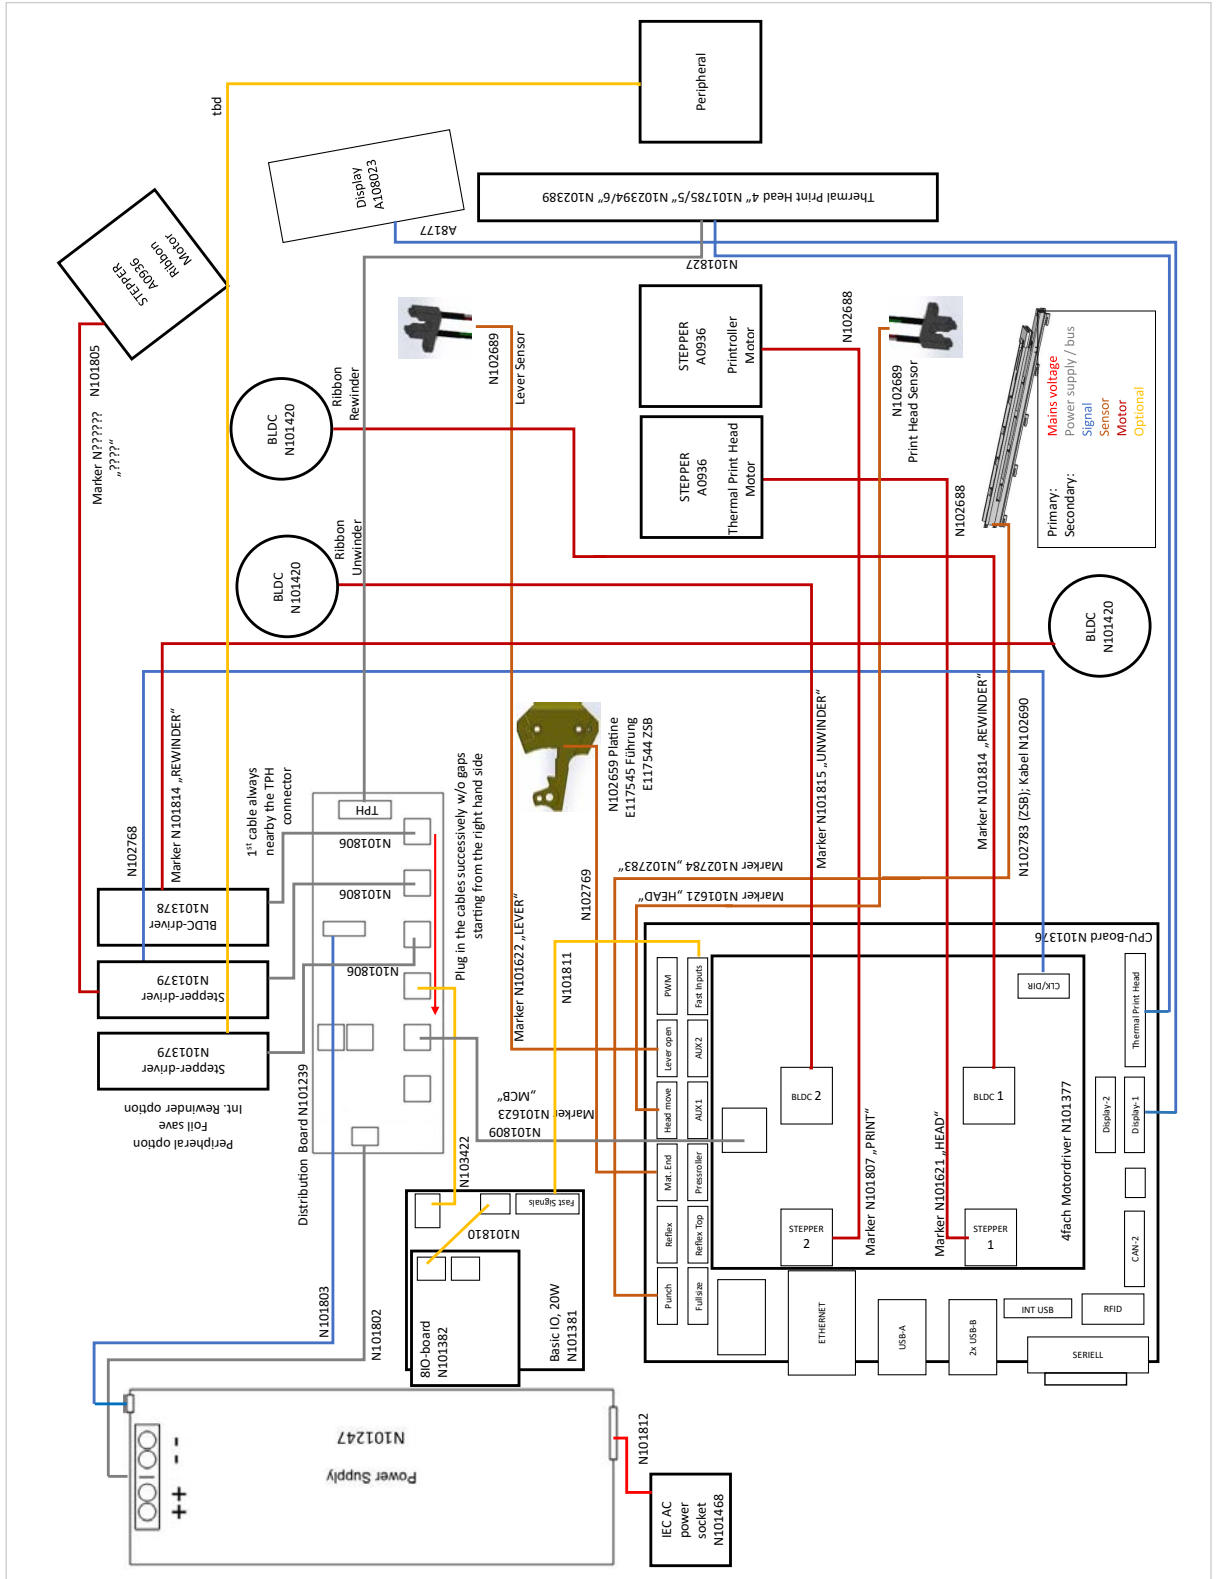 Peripheral
tbd
Display
A108023
A8177
Thermal Print Head 4“ N101785/5“ N102394/6“ N102389
N101827
STEPPER
A0936
Ribbon
Motor
N101805
Marker N??????
„????“
BLDC
N101420
Ribbon
Rewinder
N102689
Lever Sensor
STEPPER
A0936
Printroller
Motor
N102688
N102689
Print Head Sensor
STEPPER
A0936
Thermal Print Head
Motor
N102688
Primary:
Secondary:
Mains voltage
Power supply / bus
Signal
Sensor
Motor
Optional
BLDC
N101420
Ribbon
Unwinder
BLDC
N101420
N102768
Marker N101814 „REWINDER“
1st cable always
nearby the TPH
connector
TPH
N101806
N101806
N101806
Plug in the cables successively w/o gaps
starting from the right hand side
N102659 Platine
E117545 Führung
E117544 ZSB
Marker N101815 „UNWINDER“
Marker N101814 „REWINDER“
N102783 (ZSB); Kabel N102690
Marker N102784 „N102783“
Marker N101621 „HEAD“
N102769
Marker N101622 „LEVER“
N101811
BLDC-driver
N101378
Stepper-driver
N101379
Stepper-driver
N101379
Int. Rewinder option
Foil save
Peripheral option
Distribution Board N101239
Marker N101623
„MCB“
N101809
N103422
CPU-Board N101376
PWM
Fast Inputs
Lever open
AUX2
Head move
AUX1
Mat. End
Pressroller
Reflex
Reflex Top
Punch
Fullsize
CLK/DIR
BLDC 2
BLDC 1
STEPPER
2
STEPPER
1
Marker N101807 „PRINT“
Marker N101621 „HEAD“
4fach Motordriver N101377
Thermal Print Head
Display-2
Display-1
CAN-2
RFID
INT USB
ETHERNET
USB-A
2x USB-B
SERIELL
Fast Signals
N101810
8IO-board
N101382
Basic IO, 20W
N101381
N101803
N101802
- -
++
N101247
Power Supply
N101812
IEC AC
power
socket
N101468